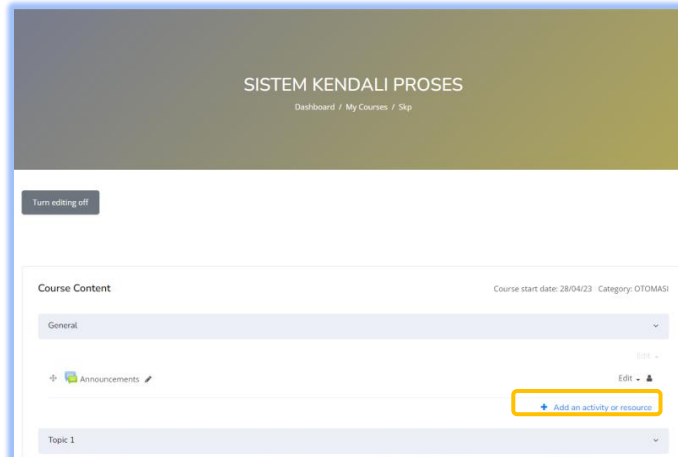 SISTEM KENDALI PROSES
Dashboard / My Courses / Skp
Turn editing off
Course Content
Course start date: 28/04/23 Category: OTOMASI
General
Edit
Announcements
Edit
+ Add an activity or resource
Topic 1